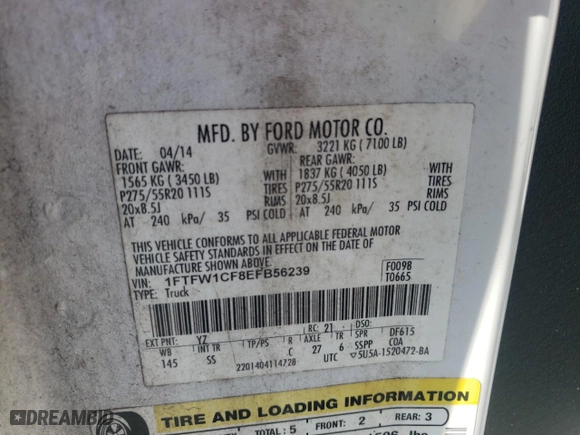 MFD. BY FORD MOTOR CO.
DATE: 04/14 GVWR: 3221 KG ( 7100 LB)
FRONT GAWR: REAR GAWR:
1565 KG ( 3450 LB) WITH 1837 KG ( 4050 LB) WITH
P275/55R20 111S TIRES P275/55R20 111S TIRES
20x8.5J RIMS 20x8.5J RIMS
AT 240 kPa/ 35 PSI COLD AT 240 kPa/ 35 PSI COLD
THIS VEHICLE CONFORMS TO ALL APPLICABLE FEDERAL MOTOR
VEHICLE SAFETY STANDARDS IN EFFECT ON THE DATE OF
MANUFACTURE SHOWN ABOVE.
VIN: 1FTFW1CF8EFB56239 F0098
TYPE: Truck T0665
EXT PNT: YZ RC: 21 DSO:
WB INT TR TP/PS R AXLE TR SPR DF615
145 SS C 27 6 SSPP COA
2201404114728 UTC 5U5A-1520472-BA
TIRE AND LOADING INFORMATION
TOTAL: 5 FRONT: 2 REAR: 3
DEALERBID.COM